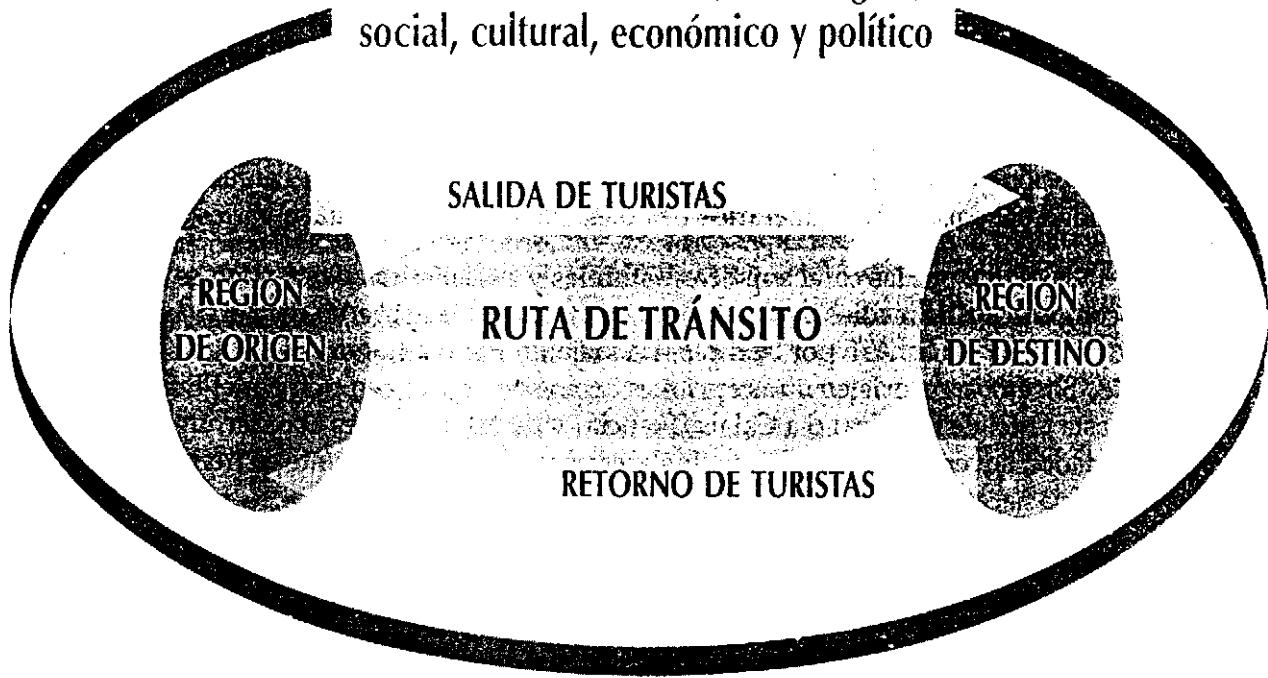 social, cultural, económico y político
SALIDA DE TURISTAS
REGION
DE ORIGEN
RUTA DE TRÁNSITO
REGION
DE DESTINO
RETORNO DE TURISTAS